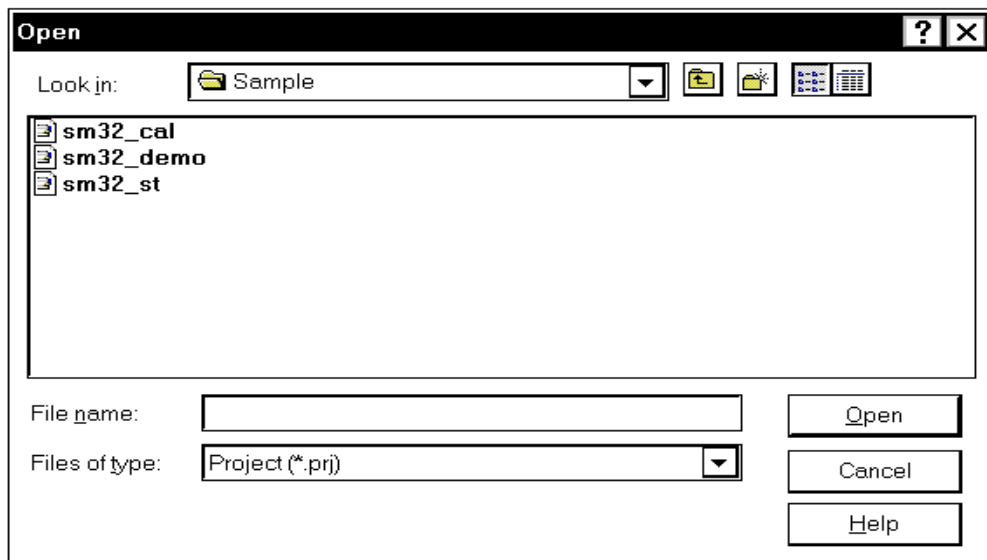 Open
Look in: Sample
sm32_cal
sm32_demo
sm32_st
File name: Open
Files of type: Project (*.prj) Cancel
Help